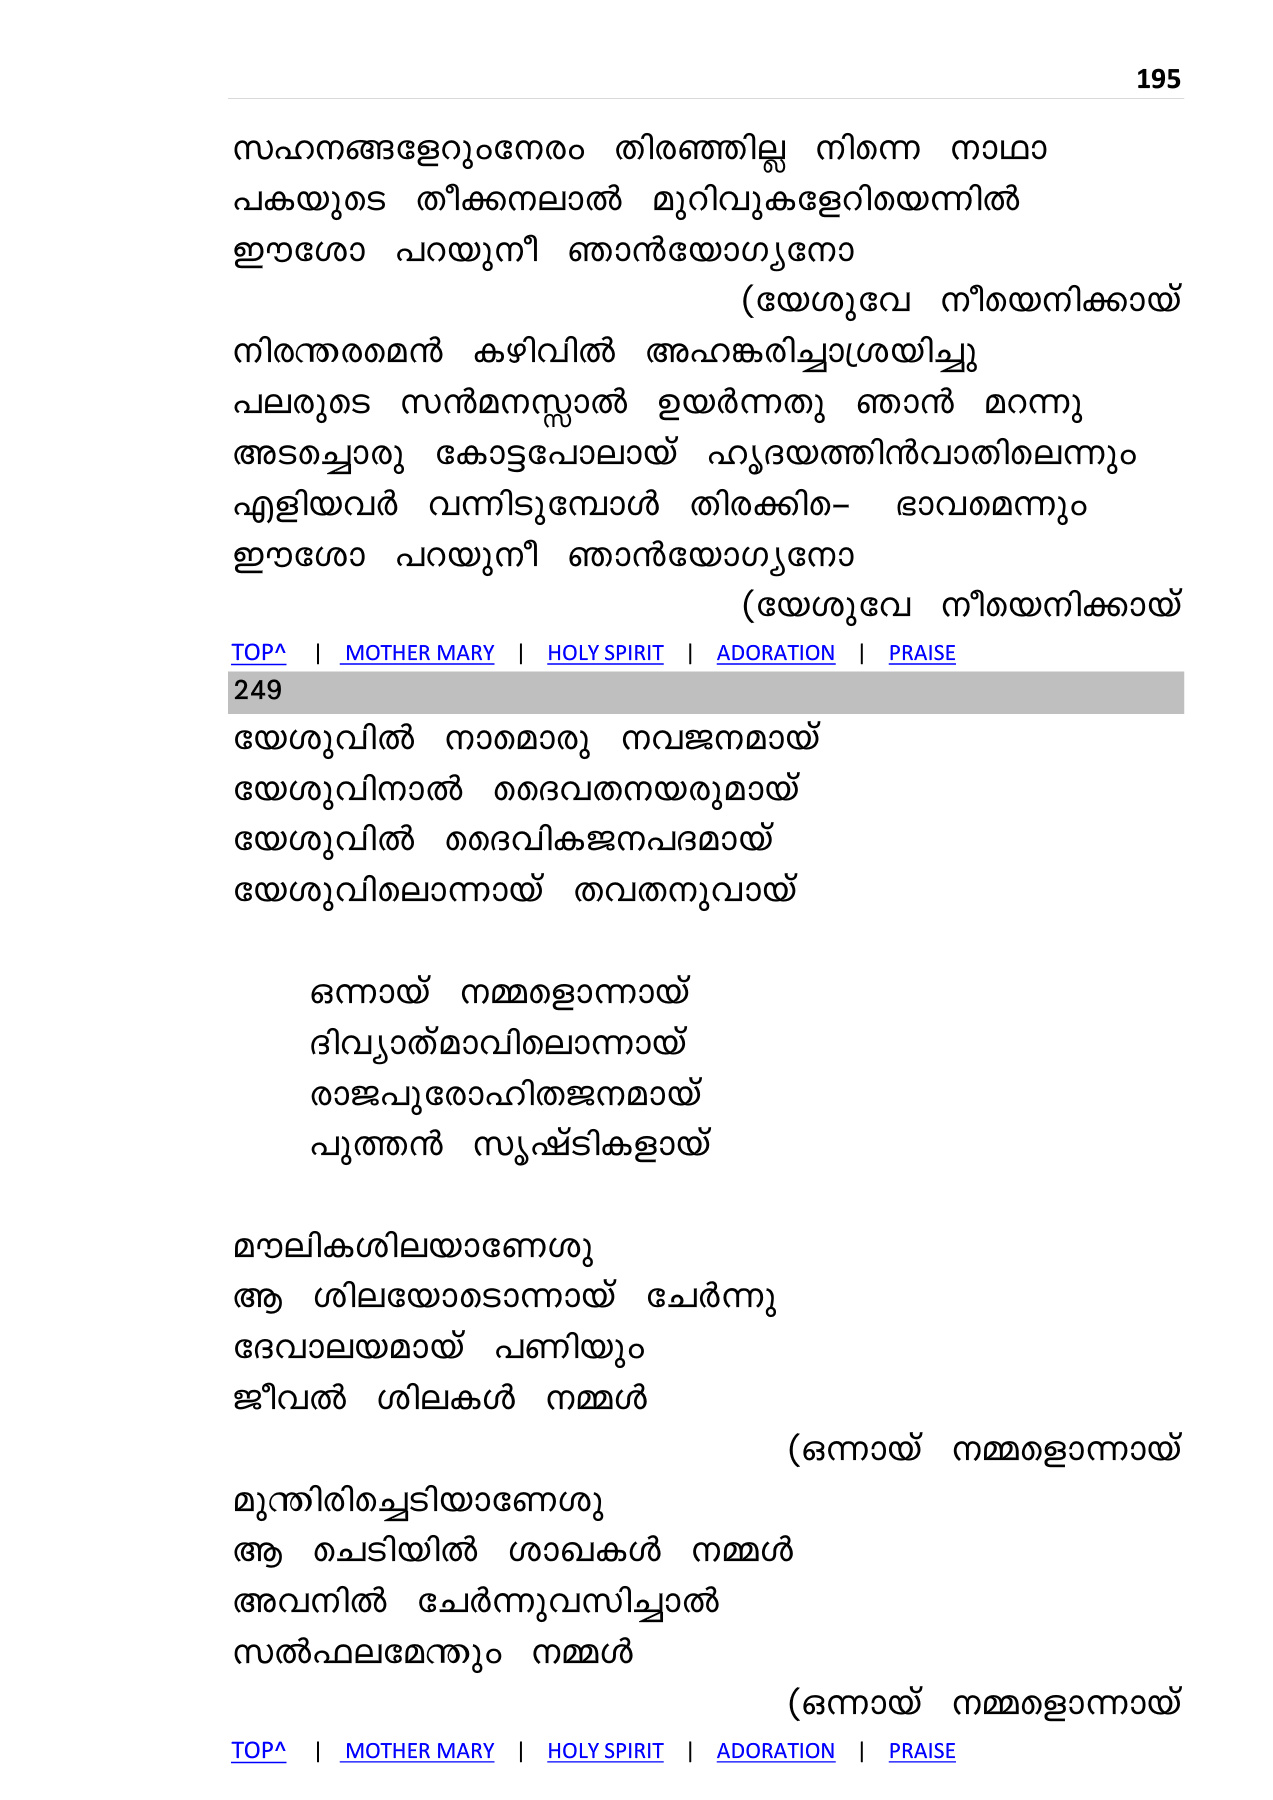 195
സഹനങ്ങളേറുംനേരം തിരഞ്ഞില്ല നിന്നെ നാഥാ
പകയുടെ തീക്കനലാൽ മുറിവുകളേറിയെന്നിൽ
ഈശോ പറയുനീ ഞാൻയോഗ്യനോ
(യേശുവേ നീയെനിക്കായ്
നിരന്തരമെൻ കഴിവിൽ അഹങ്കരിച്ചാശ്രയിച്ചു
പലരുടെ സൻമനസ്സാൽ ഉയർന്നതു ഞാൻ മറന്നു
അടച്ചൊരു കോട്ടപോലായ് ഹൃദയത്തിൻവാതിലെന്നും
എളിയവർ വന്നിടുമ്പോൾ തിരക്കിെ– ഭാവമെന്നും
ഈശോ പറയുനീ ഞാൻയോഗ്യനോ
(യേശുവേ നീയെനിക്കായ്
TOP^ | MOTHER MARY | HOLY SPIRIT | ADORATION | PRAISE
249
യേശുവിൽ നാമൊരു നവജനമായ്
യേശുവിനാൽ ദൈവതനയരുമായ്
യേശുവിൽ ദൈവികജനപദമായ്
യേശുവിലൊന്നായ് തവതനുവായ്
ഒന്നായ് നമ്മളൊന്നായ്
ദിവ്യാത്മാവിലൊന്നായ്
രാജപുരോഹിതജനമായ്
പുത്തൻ സൃഷ്ടികളായ്
മൗലികശിലയാണേശു
ആ ശിലയോടൊന്നായ് ചേർന്നു
ദേവാലയമായ് പണിയും
ജീവൽ ശിലകൾ നമ്മൾ
(ഒന്നായ് നമ്മളൊന്നായ്
മുന്തിരിച്ചെടിയാണേശു
ആ ചെടിയിൽ ശാഖകൾ നമ്മൾ
അവനിൽ ചേർന്നുവസിച്ചാൽ
സൽഫലമേന്തും നമ്മൾ
(ഒന്നായ് നമ്മളൊന്നായ്
TOP^ | MOTHER MARY | HOLY SPIRIT | ADORATION | PRAISE